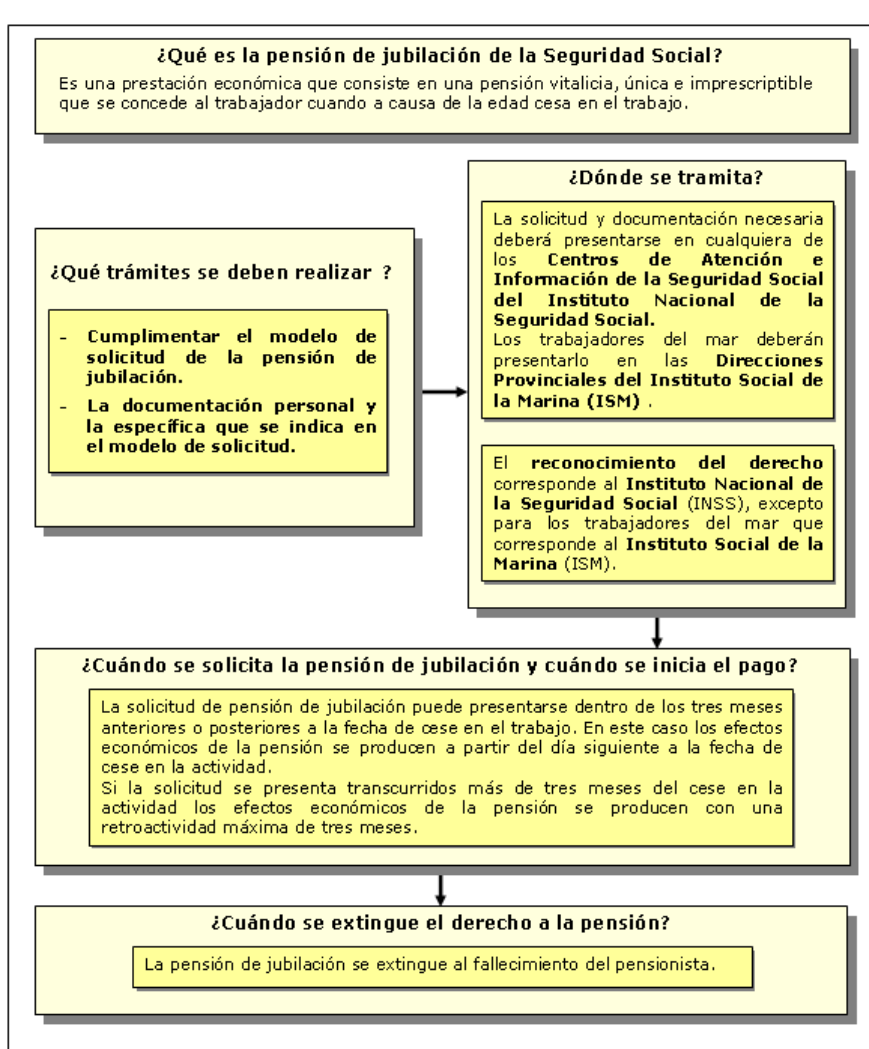 ¿Qué es la pensión de jubilación de la Seguridad Social?
Es una prestación económica que consiste en una pensión vitalicia, única e imprescriptible
que se concede al trabajador cuando a causa de la edad cesa en el trabajo.
¿Qué trámites se deben realizar ?
- Cumplimentar el modelo de
solicitud de la pensión de
jubilación.
- La documentación personal y
la específica que se indica en
el modelo de solicitud.
¿Dónde se tramita?
La solicitud y documentación necesaria
deberá presentarse en cualquiera de
los Centros de Atención e
Información de la Seguridad Social
del Instituto Nacional de la
Seguridad Social.
Los trabajadores del mar deberán
presentarlo en las Direcciones
Provinciales del Instituto Social de
la Marina (ISM) .
El reconocimiento del derecho
corresponde al Instituto Nacional de
la Seguridad Social (INSS), excepto
para los trabajadores del mar que
corresponde al Instituto Social de la
Marina (ISM).
¿Cuándo se solicita la pensión de jubilación y cuándo se inicia el pago?
La solicitud de pensión de jubilación puede presentarse dentro de los tres meses
anteriores o posteriores a la fecha de cese en el trabajo. En este caso los efectos
económicos de la pensión se producen a partir del día siguiente a la fecha de
cese en la actividad.
Si la solicitud se presenta transcurridos más de tres meses del cese en la
actividad los efectos económicos de la pensión se producen con una
retroactividad máxima de tres meses.
¿Cuándo se extingue el derecho a la pensión?
La pensión de jubilación se extingue al fallecimiento del pensionista.